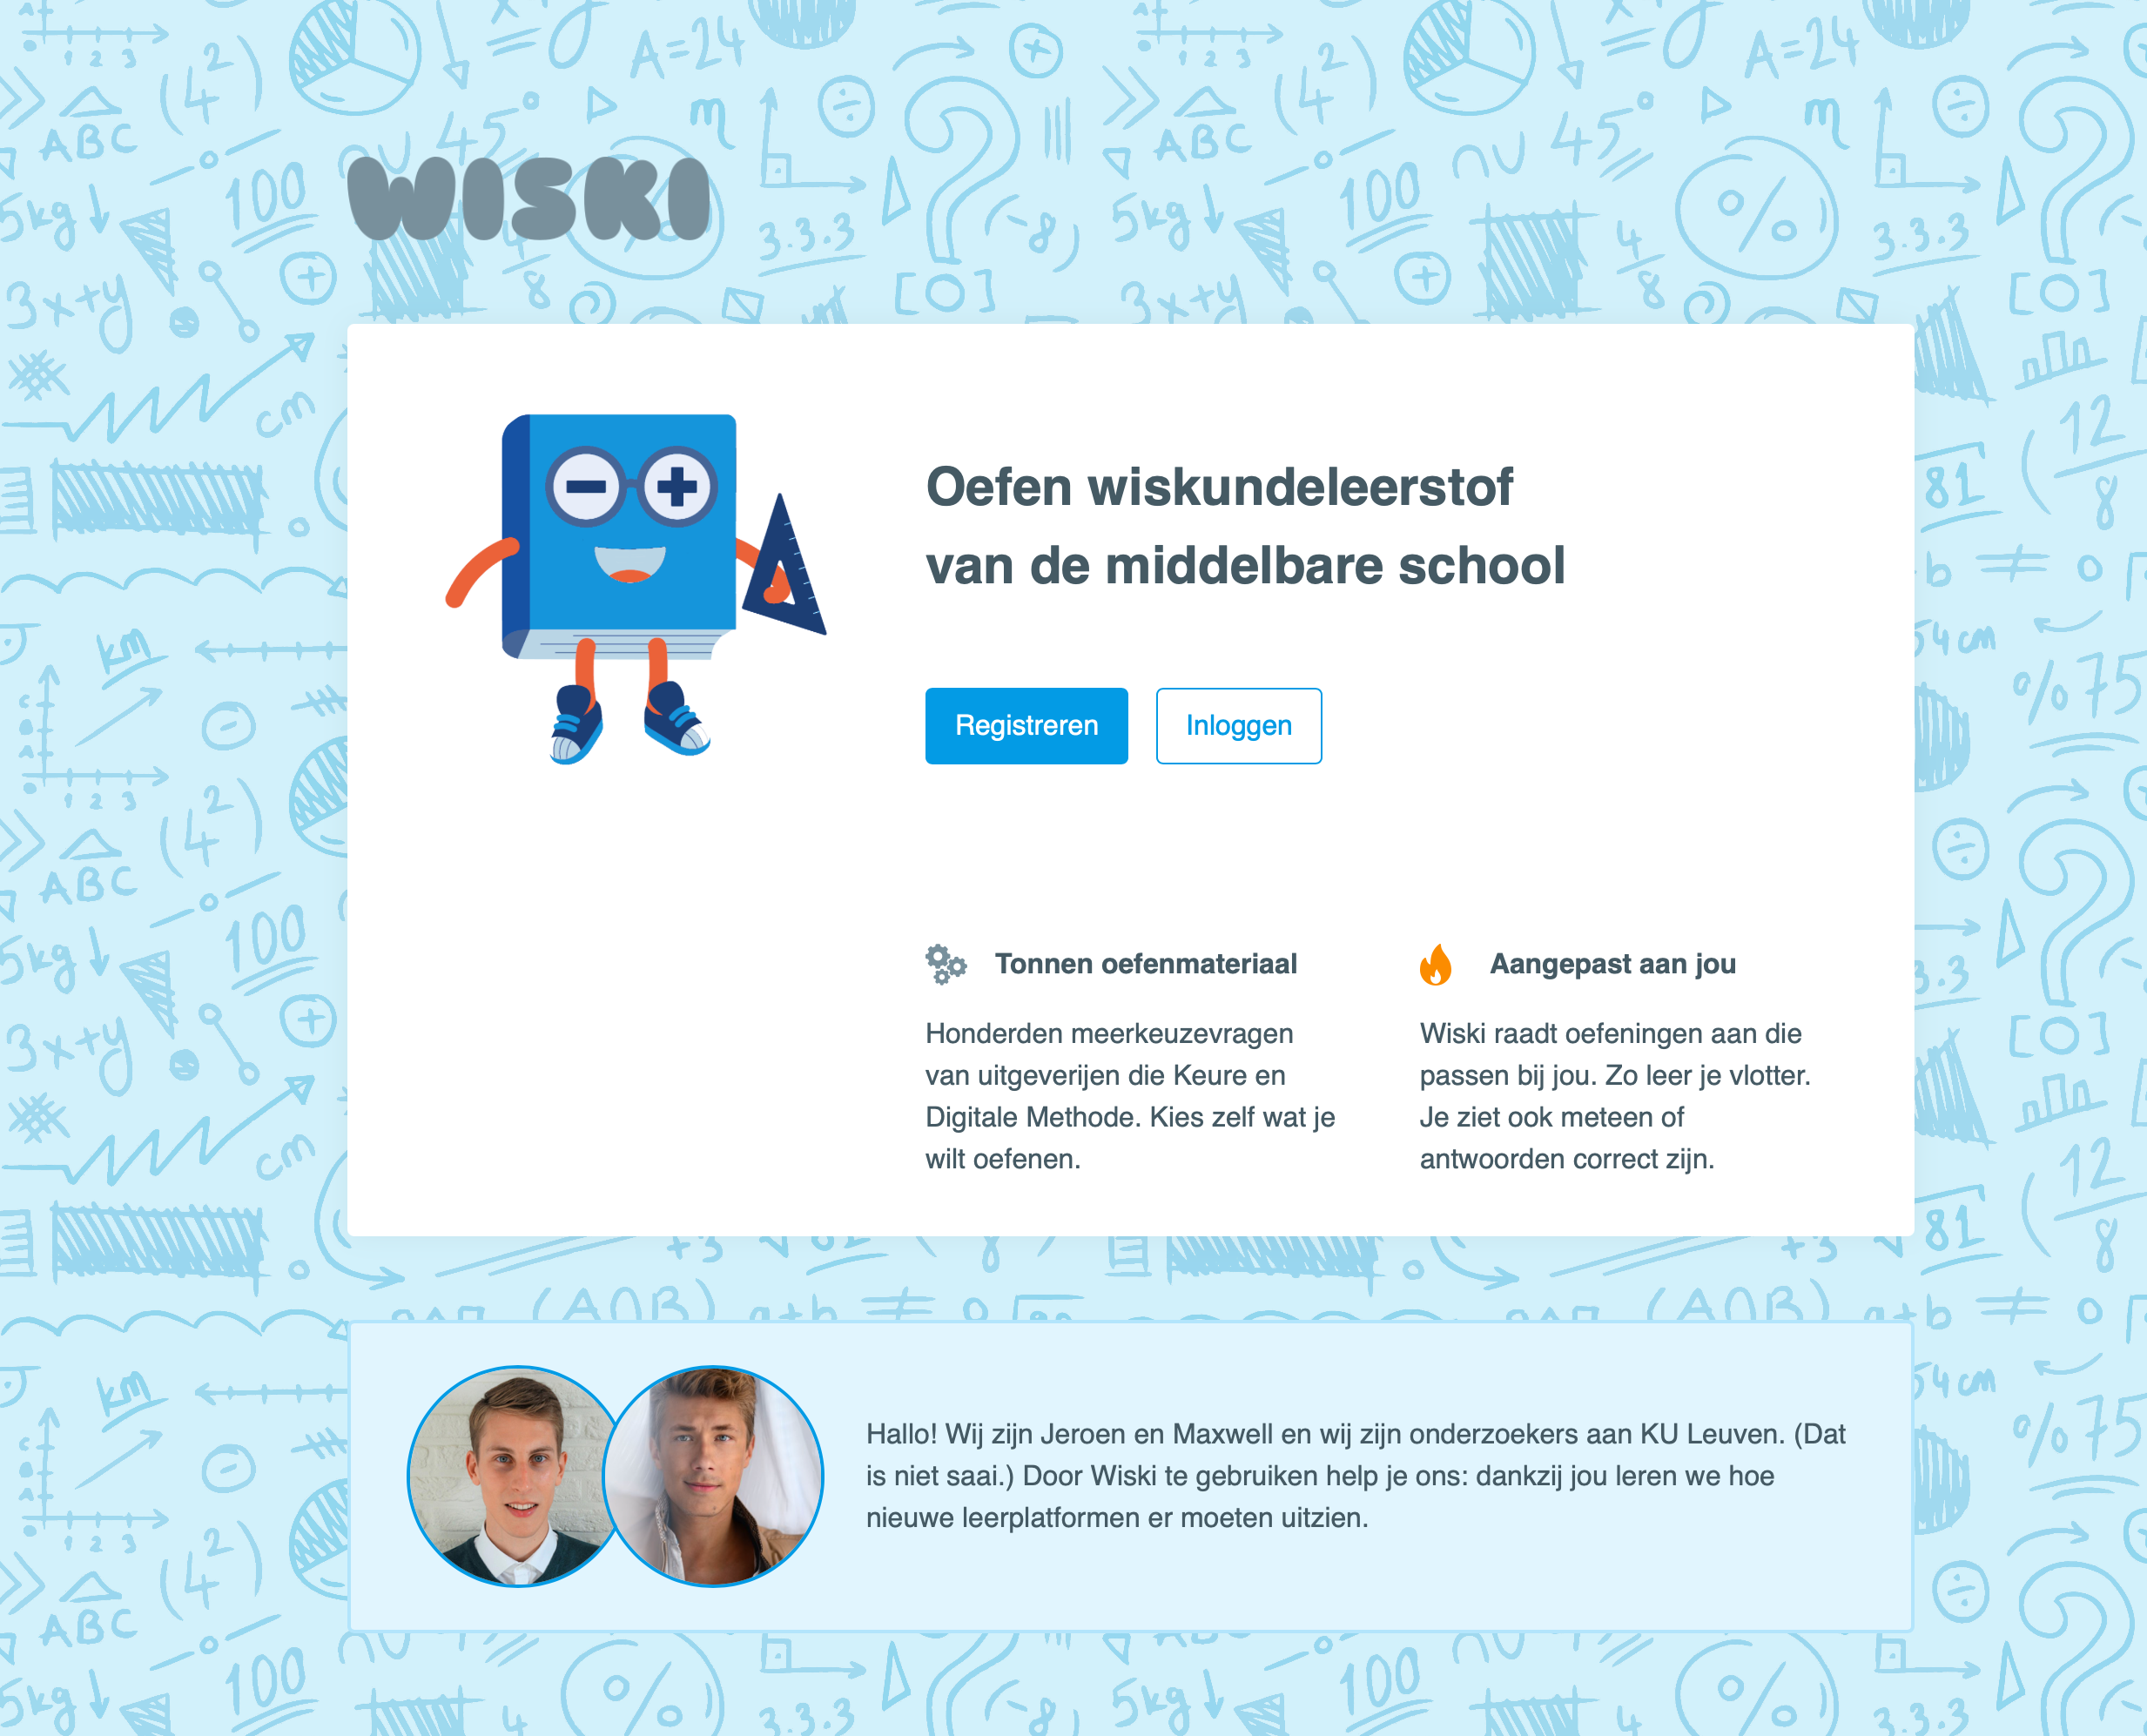 WISKI
Oefen wiskundeleerstof
van de middelbare school
Registreren
Inloggen
Tonnen oefenmateriaal
Honderden meerkeuzevragen
van uitgeverijen die Keure en
Digitale Methode. Kies zelf wat je
wilt oefenen.
Aangepast aan jou
Wiski raadt oefeningen aan die
passen bij jou. Zo leer je vlotter.
Je ziet ook meteen of
antwoorden correct zijn.
Hallo! Wij zijn Jeroen en Maxwell en wij zijn onderzoekers aan KU Leuven. (Dat
is niet saai.) Door Wiski te gebruiken help je ons: dankzij jou leren we hoe
nieuwe leerplatformen er moeten uitzien.